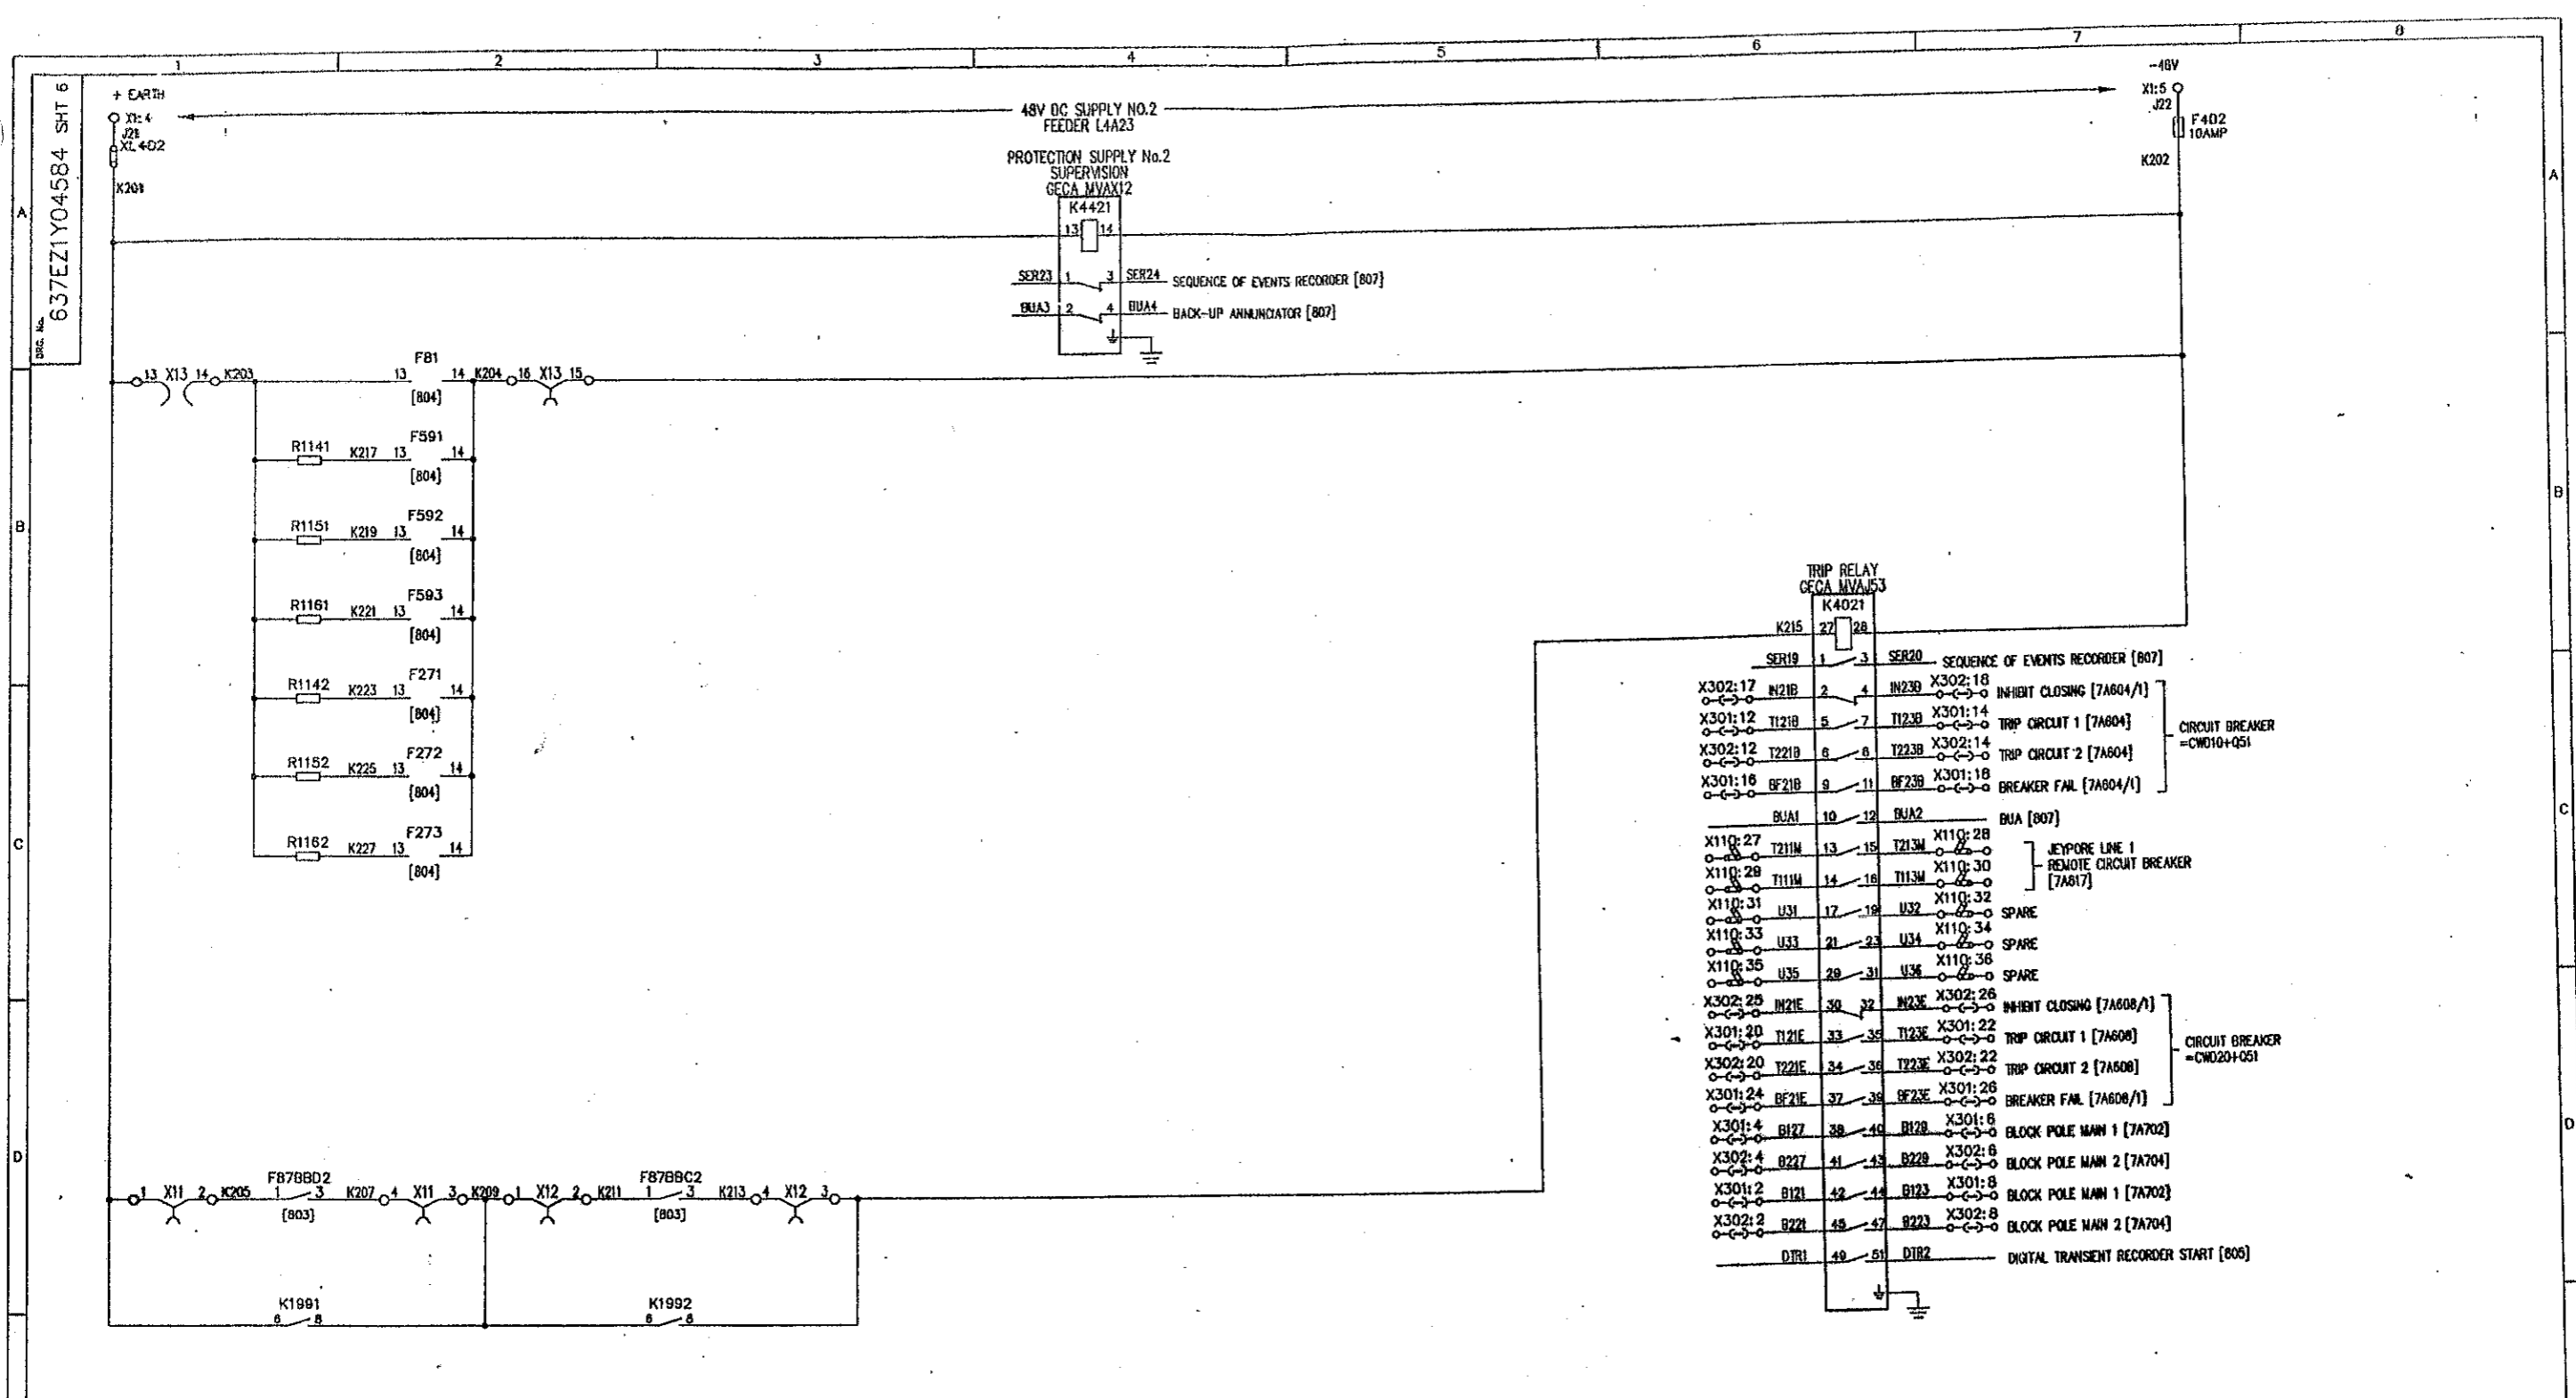 1 2 3 4 5 6 7 8
DRG. No.
637EZ1Y04584 SHT 6
A
B
C
D
A
B
C
D
+ EARTH
X1:4
J21
XL402
K201
48V DC SUPPLY NO.2
FEEDER L4A23
-48V
X1:5
J22
F402
10AMP
K202
PROTECTION SUPPLY No.2
SUPERVISION
GECA MVAX12
K4421
13 14
SER23 1 3 SER24 SEQUENCE OF EVENTS RECORDER [807]
BUA3 2 4 BUA4 BACK-UP ANNUNCIATOR [807]
F81
13 X13 14 K203 13 14 K204 16 X13 15
[804]
F591
R1141 K217 13 14
[804]
F592
R1151 K219 13 14
[804]
F593
R1161 K221 13 14
[804]
F271
R1142 K223 13 14
[804]
F272
R1152 K225 13 14
[804]
F273
R1162 K227 13 14
[804]
F87BBD2 F87BBC2
1 X11 2 K205 1 3 K207 4 X11 3 K209 1 X12 2 K211 1 3 K213 4 X12 3
[803] [803]
K1991 K1992
6 8 6 8
TRIP RELAY
GECA MVAJ53
K4021
K215 27 28
SER19 1 3 SER20 SEQUENCE OF EVENTS RECORDER [807]
X302:17 IN21B 2 4 IN23B X302:18 INHIBIT CLOSING [7A604/1]
X301:12 T121B 5 7 T123B X301:14 TRIP CIRCUIT 1 [7A604]
X302:12 T221B 6 8 T223B X302:14 TRIP CIRCUIT 2 [7A604]
X301:16 BF21B 9 11 BF23B X301:18 BREAKER FAIL [7A604/1]
CIRCUIT BREAKER
=CWD10+Q51
BUA1 10 12 BUA2 BUA [807]
X110:27 T211M 13 15 T213M X110:28
X110:29 T111M 14 16 T113M X110:30
JEYPORE LINE 1
REMOTE CIRCUIT BREAKER
[7A617]
X110:31 U31 17 19 U32 X110:32 SPARE
X110:33 U33 21 23 U34 X110:34 SPARE
X110:35 U35 29 31 U36 X110:36 SPARE
X302:25 IN21E 30 32 IN23E X302:26 INHIBIT CLOSING [7A608/1]
X301:20 T121E 33 35 T123E X301:22 TRIP CIRCUIT 1 [7A608]
X302:20 T221E 34 36 T223E X302:22 TRIP CIRCUIT 2 [7A608]
X301:24 BF21E 37 39 BF23E X301:26 BREAKER FAIL [7A608/1]
CIRCUIT BREAKER
=CWD20+Q51
X301:4 B127 38 40 B129 X301:6 BLOCK POLE MAIN 1 [7A702]
X302:4 B227 41 43 B229 X302:6 BLOCK POLE MAIN 2 [7A704]
X301:2 B121 42 44 B123 X301:8 BLOCK POLE MAIN 1 [7A702]
X302:2 B221 45 47 B223 X302:8 BLOCK POLE MAIN 2 [7A704]
DTR1 49 51 DTR2 DIGITAL TRANSIENT RECORDER START [805]